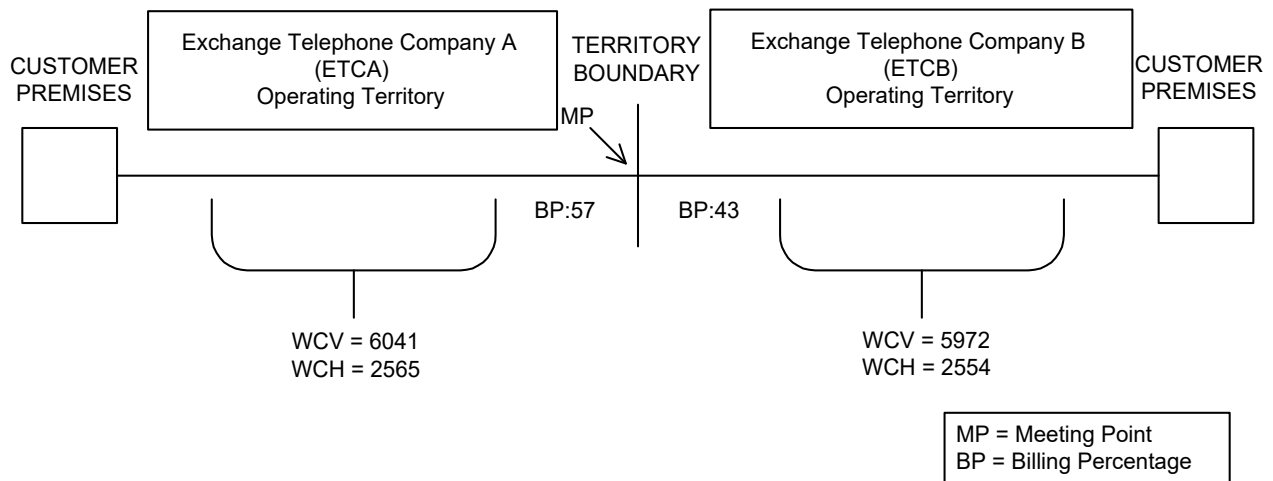 CUSTOMER
PREMISES
Exchange Telephone Company A
(ETCA)
Operating Territory
TERRITORY
BOUNDARY
Exchange Telephone Company B
(ETCB)
Operating Territory
CUSTOMER
PREMISES
MP
BP:57
BP:43
WCV = 6041
WCH = 2565
WCV = 5972
WCH = 2554
MP = Meeting Point
BP = Billing Percentage